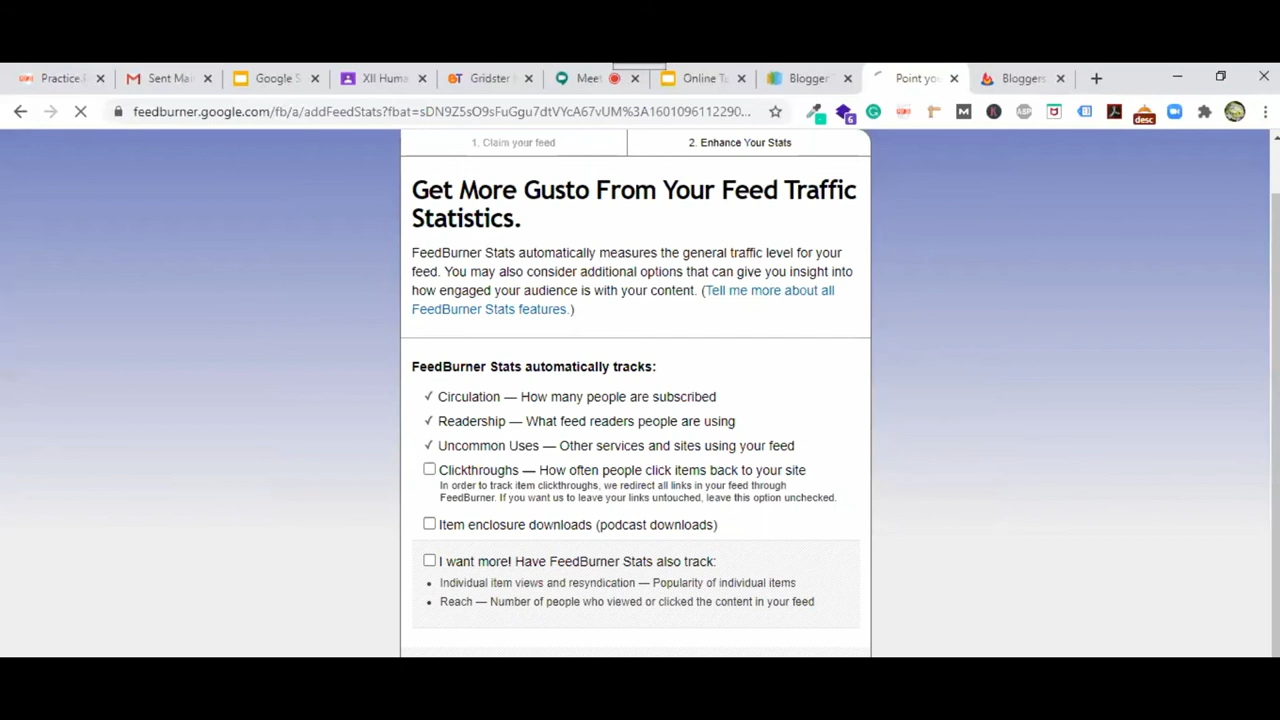 Practice.
Sent Mai
Google S
XII Huma
Gridster
Meet
Online T
Blogger
Point you
Bloggers
feedburner.google.com/fb/a/addFeedStats?fbat=sDN9Z5sO9sFuGgu7dtVYcA67vUM%3A1601096112290...
desc
1. Claim your feed
2. Enhance Your Stats
Get More Gusto From Your Feed Traffic
Statistics.
FeedBurner Stats automatically measures the general traffic level for your
feed. You may also consider additional options that can give you insight into
how engaged your audience is with your content. (Tell me more about all
FeedBurner Stats features.)
FeedBurner Stats automatically tracks:
Circulation — How many people are subscribed
Readership — What feed readers people are using
Uncommon Uses — Other services and sites using your feed
Clickthroughs — How often people click items back to your site
In order to track item clickthroughs, we redirect all links in your feed through
FeedBurner. If you want us to leave your links untouched, leave this option unchecked.
Item enclosure downloads (podcast downloads)
I want more! Have FeedBurner Stats also track:
• Individual item views and resyndication — Popularity of individual items
• Reach — Number of people who viewed or clicked the content in your feed